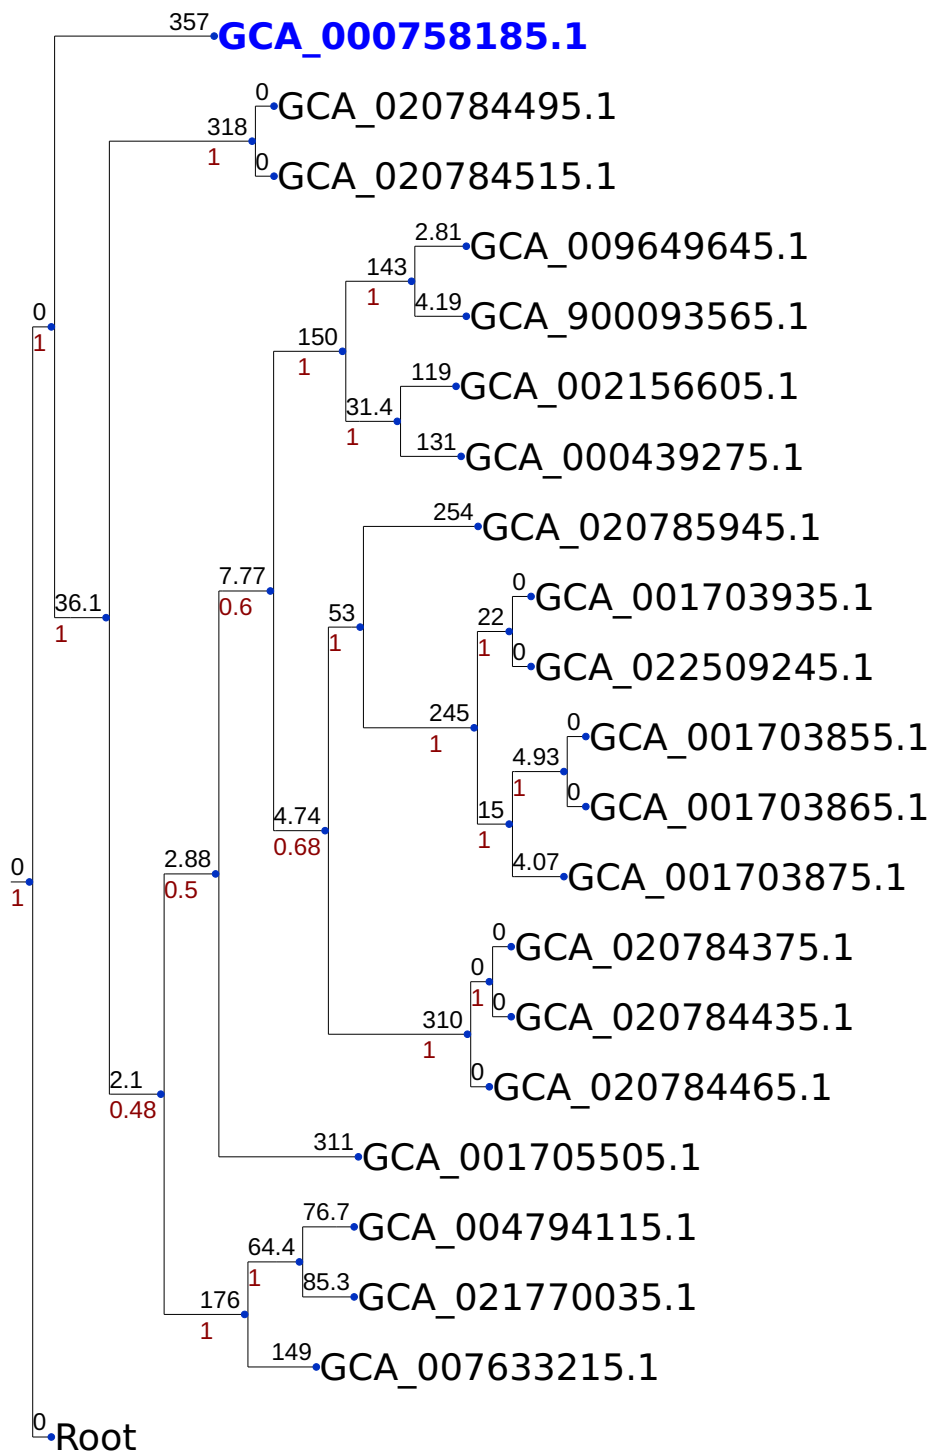 357 GCA_000758185.1
0 GCA_020784495.1
318
1
0 GCA_020784515.1
2.81 GCA_009649645.1
143
1
4.19 GCA_900093565.1
0
1
150
1
119 GCA_002156605.1
31.4
1
131 GCA_000439275.1
254 GCA_020785945.1
7.77
0.6
0 GCA_001703935.1
36.1
1
53
1
22
1
0 GCA_022509245.1
245
1
0 GCA_001703855.1
4.93
1
0 GCA_001703865.1
4.74
0.68
15
1
0
1
2.88
0.5
4.07 GCA_001703875.1
0 GCA_020784375.1
0
1
0 GCA_020784435.1
310
1
2.1
0.48
0 GCA_020784465.1
311 GCA_001705505.1
76.7 GCA_004794115.1
64.4
1
85.3 GCA_021770035.1
176
1
149 GCA_007633215.1
0 Root